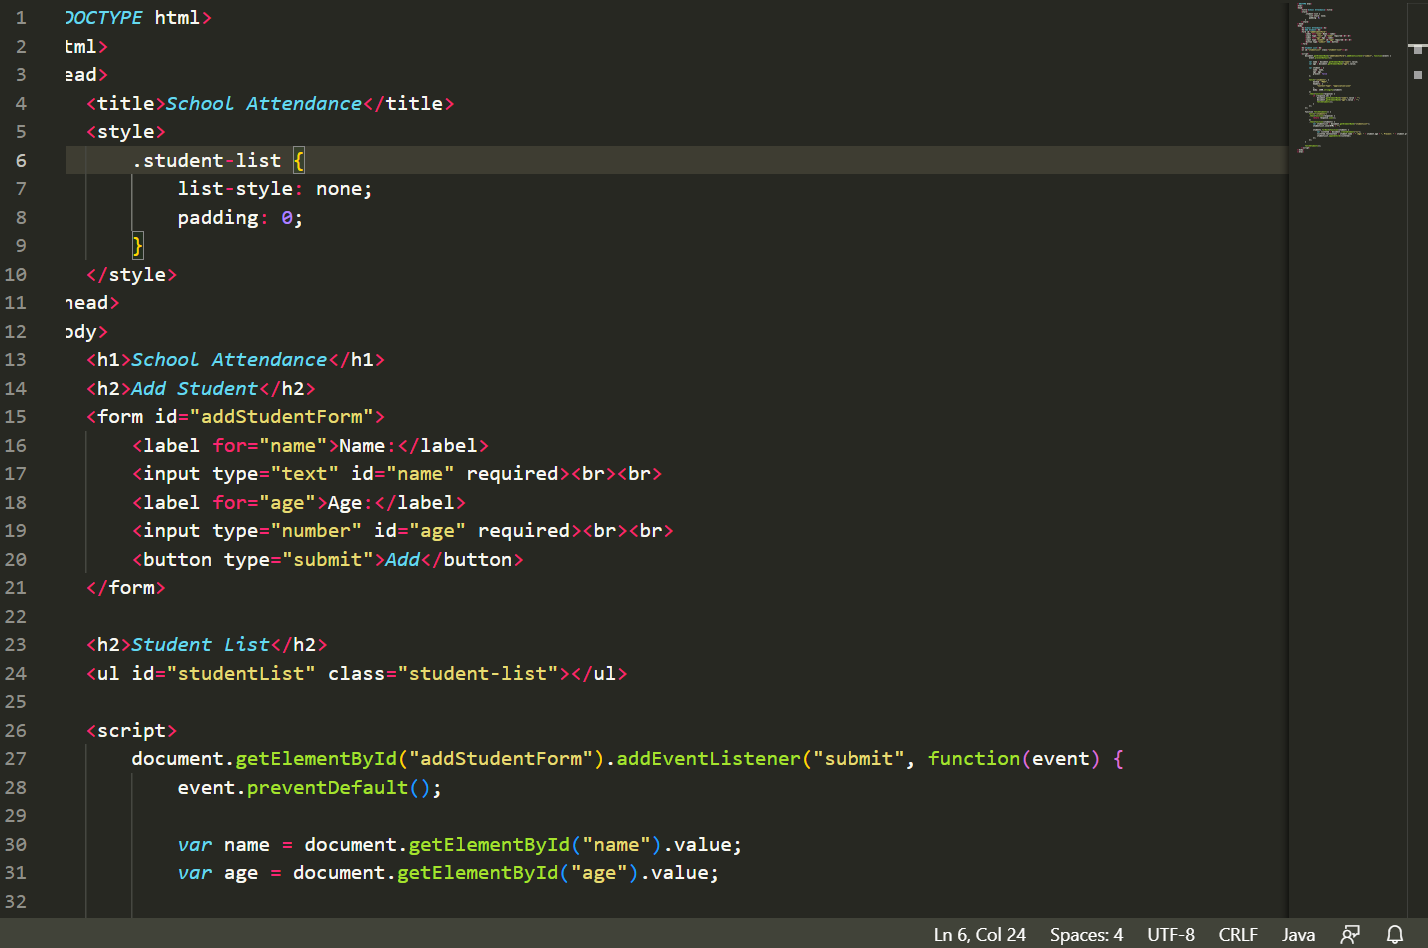 1 DOCTYPE html>
2 tml>
3 ead>
4 <title>School Attendance</title>
5 <style>
6 .student-list {
7 list-style: none;
8 padding: 0;
9 }
10 </style>
11 head>
12 ody>
13 <h1>School Attendance</h1>
14 <h2>Add Student</h2>
15 <form id="addStudentForm">
16 <label for="name">Name:</label>
17 <input type="text" id="name" required><br><br>
18 <label for="age">Age:</label>
19 <input type="number" id="age" required><br><br>
20 <button type="submit">Add</button>
21 </form>
22
23 <h2>Student List</h2>
24 <ul id="studentList" class="student-list"></ul>
25
26 <script>
27 document.getElementById("addStudentForm").addEventListener("submit", function(event) {
28 event.preventDefault();
29
30 var name = document.getElementById("name").value;
31 var age = document.getElementById("age").value;
32
Ln 6, Col 24 Spaces: 4 UTF-8 CRLF Java